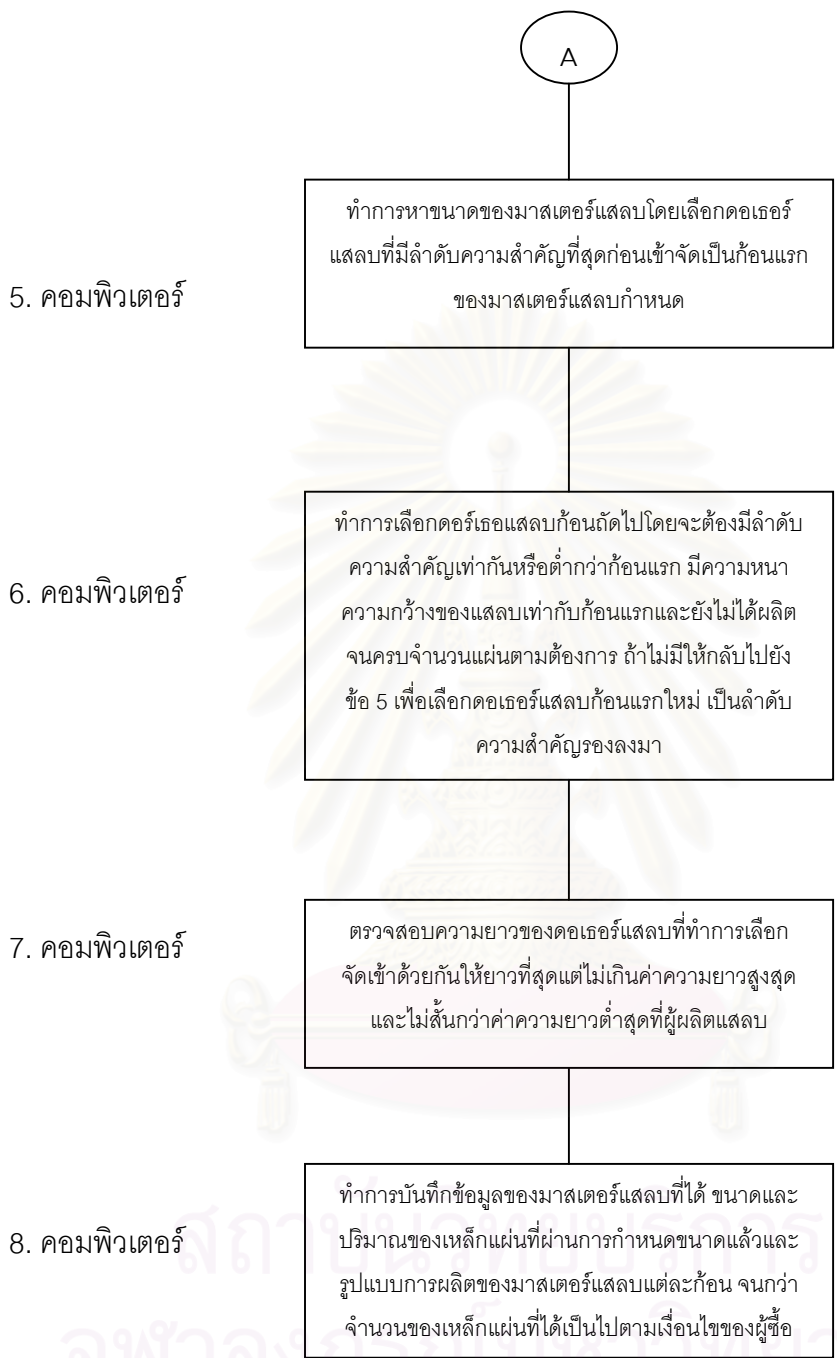 A
ทำการหาขนาดของมาสเตอร์แสลบโดยเลือกดอเธอร์
แสลบที่มีลำดับความสำคัญที่สุดก่อนเข้าจัดเป็นก้อนแรก
ของมาสเตอร์แสลบกำหนด
5. คอมพิวเตอร์
ทำการเลือกดอร์เธอแสลบก้อนถัดไปโดยจะต้องมีลำดับ
ความสำคัญเท่ากันหรือต่ำกว่าก้อนแรก มีความหนา
ความกว้างของแสลบเท่ากับก้อนแรกและยังไม่ได้ผลิต
จนครบจำนวนแผ่นตามต้องการ ถ้าไม่มีให้กลับไปยัง
ข้อ 5 เพื่อเลือกดอเธอร์แสลบก้อนแรกใหม่ เป็นลำดับ
ความสำคัญรองลงมา
6. คอมพิวเตอร์
ตรวจสอบความยาวของดอเธอร์แสลบที่ทำการเลือก
จัดเข้าด้วยกันให้ยาวที่สุดแต่ไม่เกินค่าความยาวสูงสุด
และไม่สั้นกว่าค่าความยาวต่ำสุดที่ผู้ผลิตแสลบ
7. คอมพิวเตอร์
ทำการบันทึกข้อมูลของมาสเตอร์แสลบที่ได้ ขนาดและ
ปริมาณของเหล็กแผ่นที่ผ่านการกำหนดขนาดแล้วและ
รูปแบบการผลิตของมาสเตอร์แสลบแต่ละก้อน จนกว่า
จำนวนของเหล็กแผ่นที่ได้เป็นไปตามเงื่อนไขของผู้ซื้อ
8. คอมพิวเตอร์